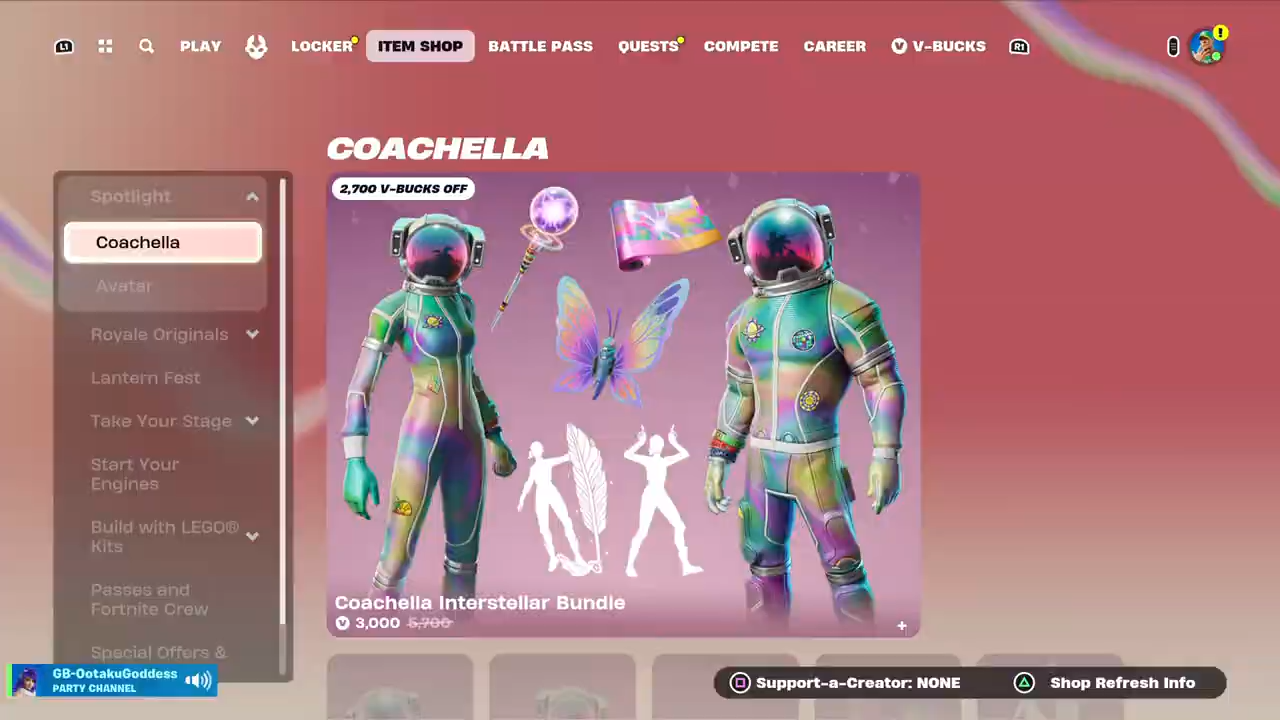 L1
PLAY
LOCKER
ITEM SHOP
BATTLE PASS
QUESTS
COMPETE
CAREER
V-BUCKS
R1
COACHELLA
Spotlight
Coachella
Avatar
Royale Originals
Lantern Fest
Take Your Stage
Start Your
Engines
Build with LEGO®
Kits
Passes and
Fortnite Crew
Special Offers &
2,700 V-BUCKS OFF
Coachella Interstellar Bundle
3,000 5,700
GB-OotakuGoddess
PARTY CHANNEL
Support-a-Creator: NONE
Shop Refresh Info